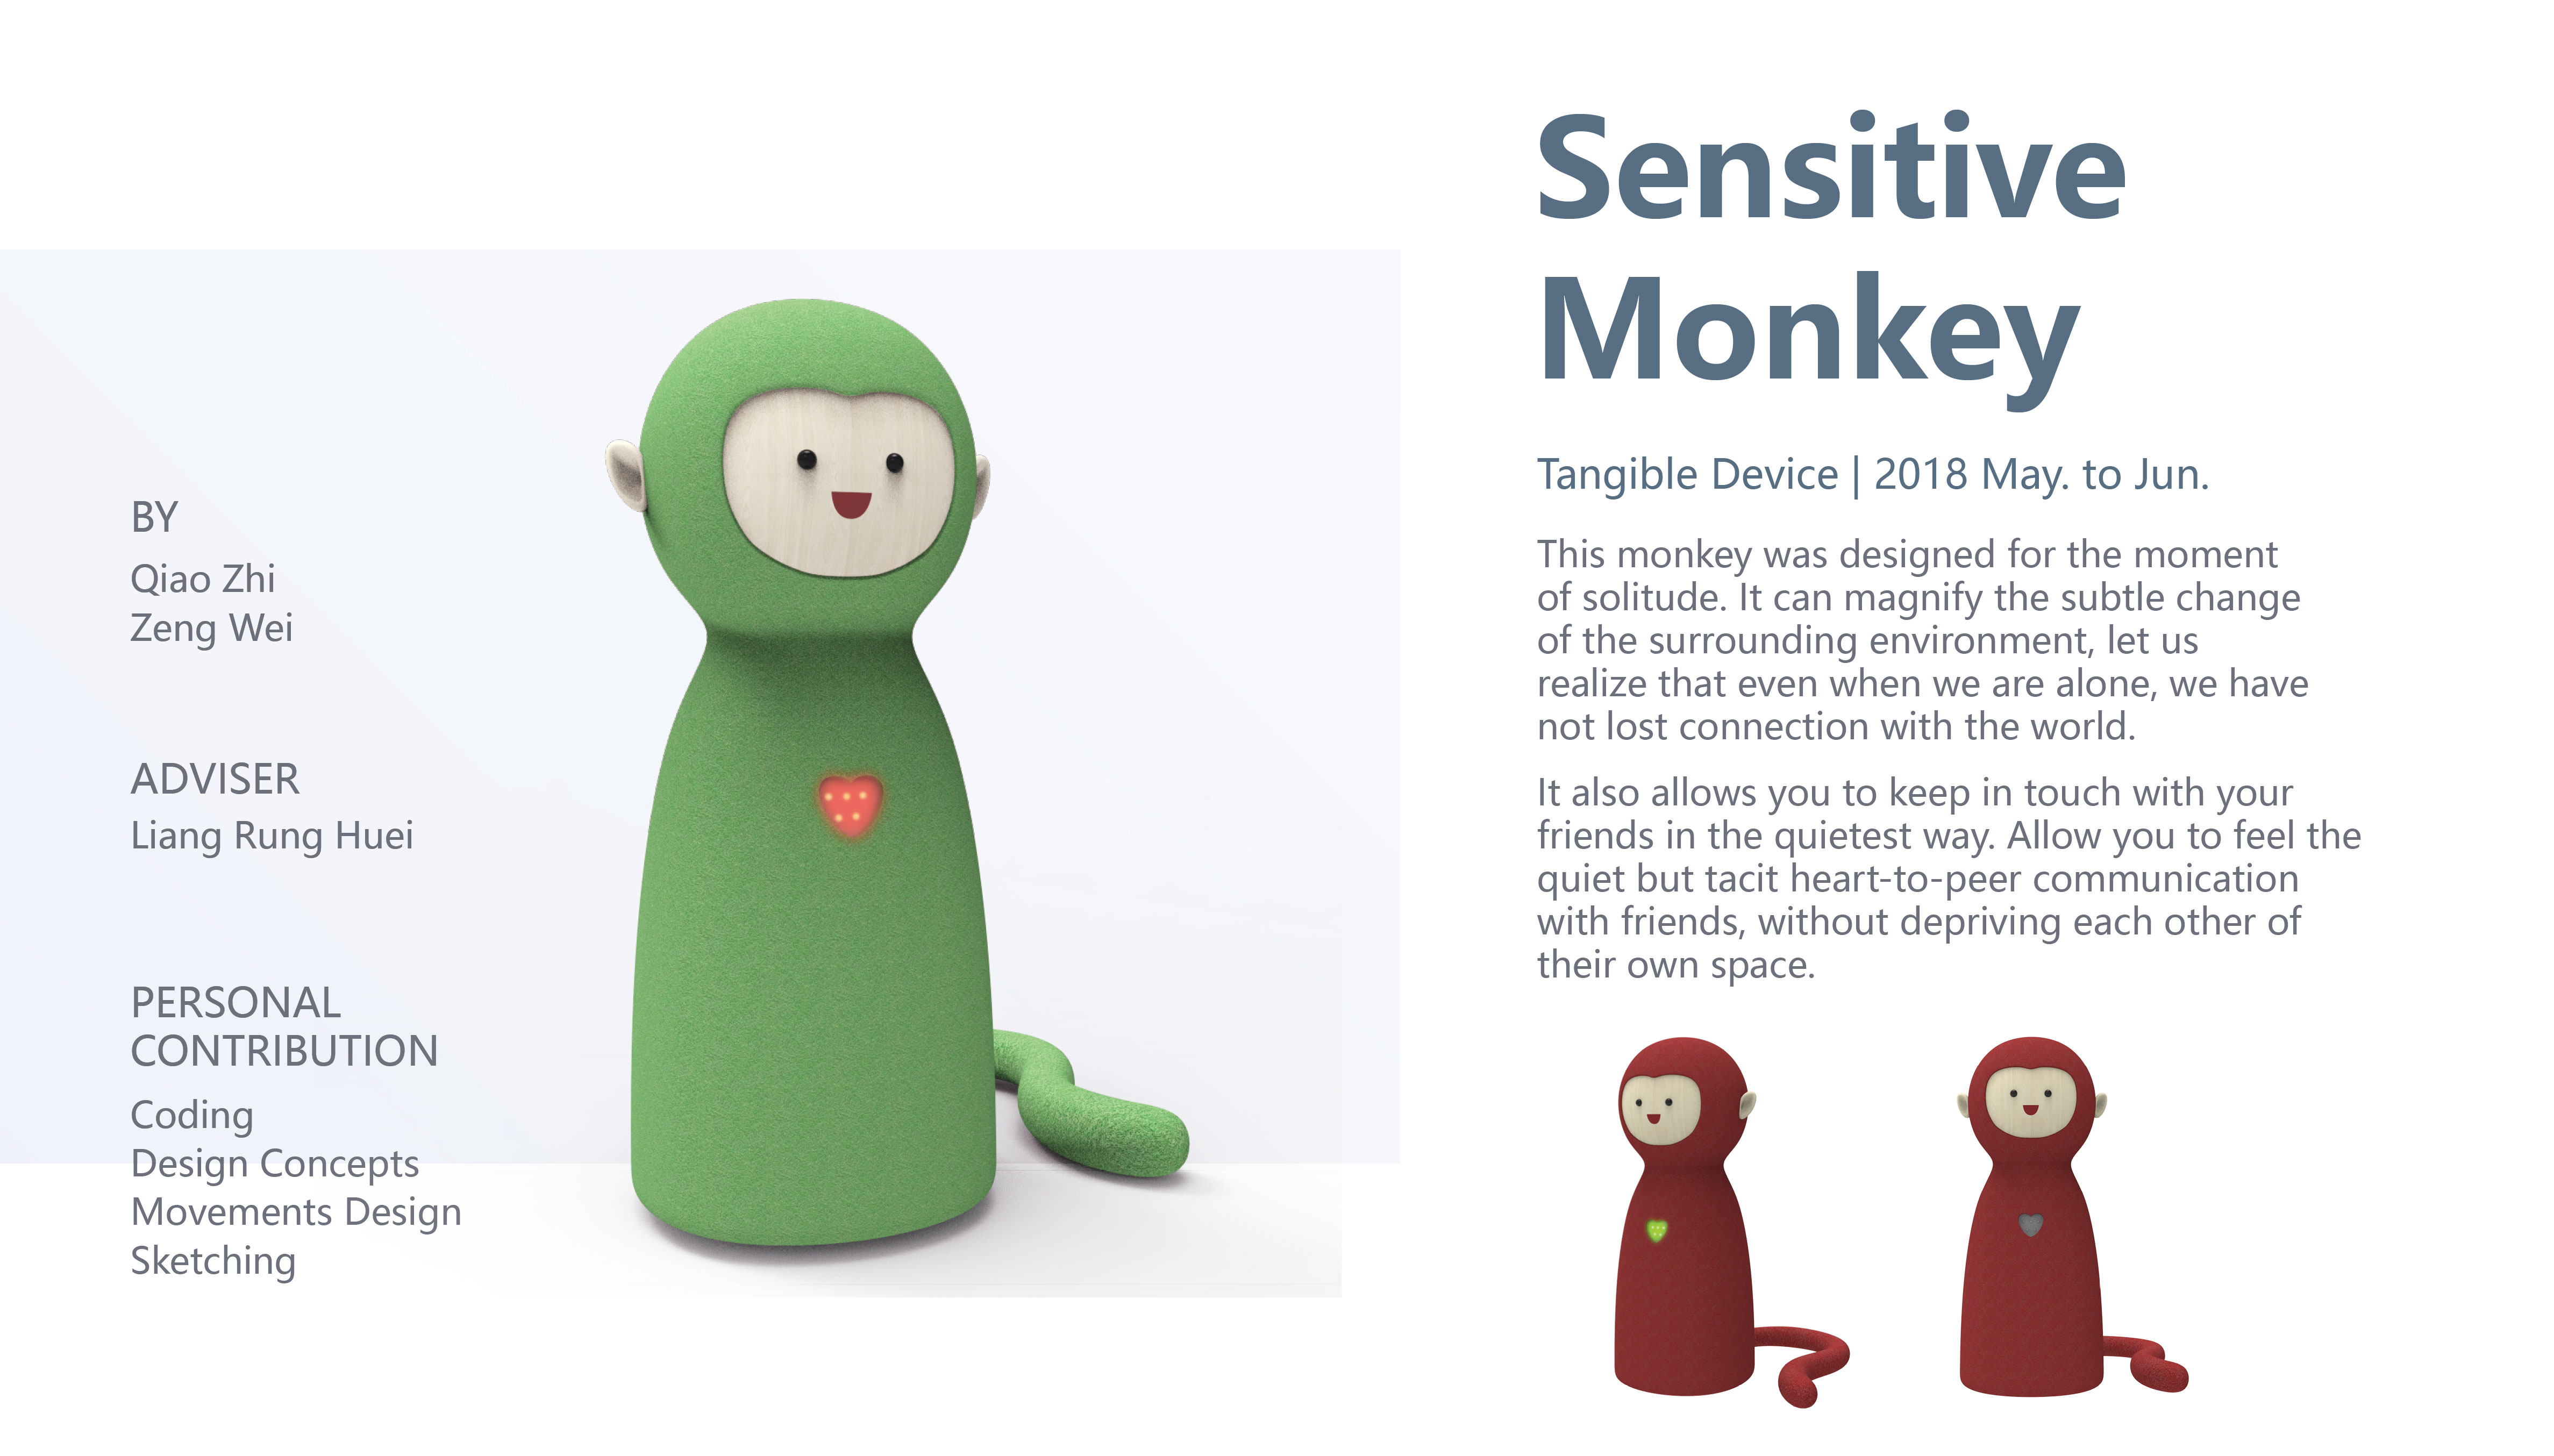 Sensitive
Monkey
Tangible Device | 2018 May. to Jun.
This monkey was designed for the moment
of solitude. It can magnify the subtle change
of the surrounding environment, let us
realize that even when we are alone, we have
not lost connection with the world.
It also allows you to keep in touch with your
friends in the quietest way. Allow you to feel the
quiet but tacit heart-to-peer communication
with friends, without depriving each other of
their own space.
BY
Qiao Zhi
Zeng Wei
ADVISER
Liang Rung Huei
PERSONAL
CONTRIBUTION
Coding
Design Concepts
Movements Design
Sketching